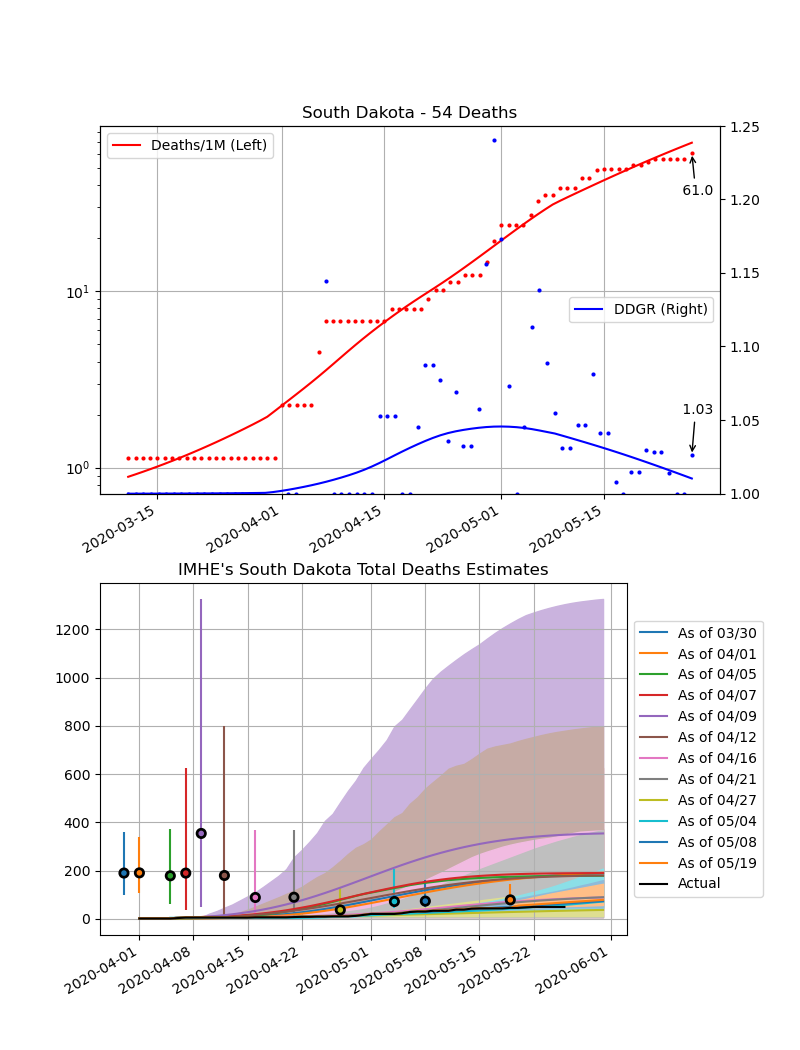 South Dakota - 54 Deaths
Deaths/1M (Left)
DDGR (Right)
61.0
1.03
10^1
10^0
1.25
1.20
1.15
1.10
1.05
1.00
2020-03-15
2020-04-01
2020-04-15
2020-05-01
2020-05-15
IMHE's South Dakota Total Deaths Estimates
1200
1000
800
600
400
200
0
2020-04-01
2020-04-08
2020-04-15
2020-04-22
2020-05-01
2020-05-08
2020-05-15
2020-05-22
2020-06-01
As of 03/30
As of 04/01
As of 04/05
As of 04/07
As of 04/09
As of 04/12
As of 04/16
As of 04/21
As of 04/27
As of 05/04
As of 05/08
As of 05/19
Actual